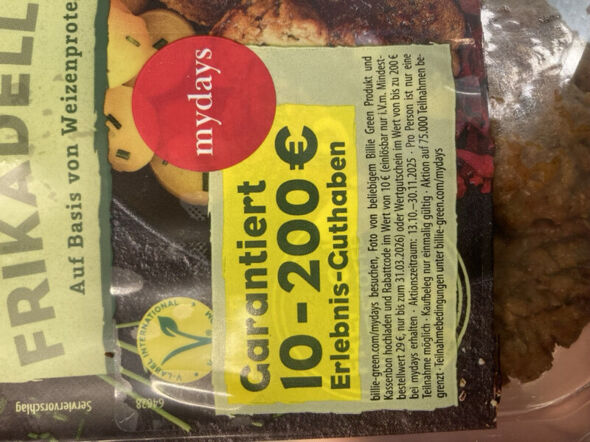 FRIKADELL
Auf Basis von Weizenprote
mydays
Garantiert
10 - 200 €
Erlebnis-Guthaben
billie-green.com/mydays besuchen, Foto von beliebigem Billie Green Produkt und
Kassenbon hochladen und Rabattcode im Wert von 10 € (einlösbar nur i.V.m. Mindest-
bestellwert 29 €, nur bis zum 31.03.2026) oder Wertgutschein im Wert von bis zu 200 €
bei mydays erhalten · Aktionszeitraum: 13.10.–30.11.2025 · Pro Person ist nur eine
Teilnahme möglich · Kaufbeleg nur einmalig gültig · Aktion auf 75.000 Teilnahmen be-
grenzt · Teilnahmebedingungen unter billie-green.com/mydays
V-LABEL INTERNATIONAL
Serviervorschlag
64628